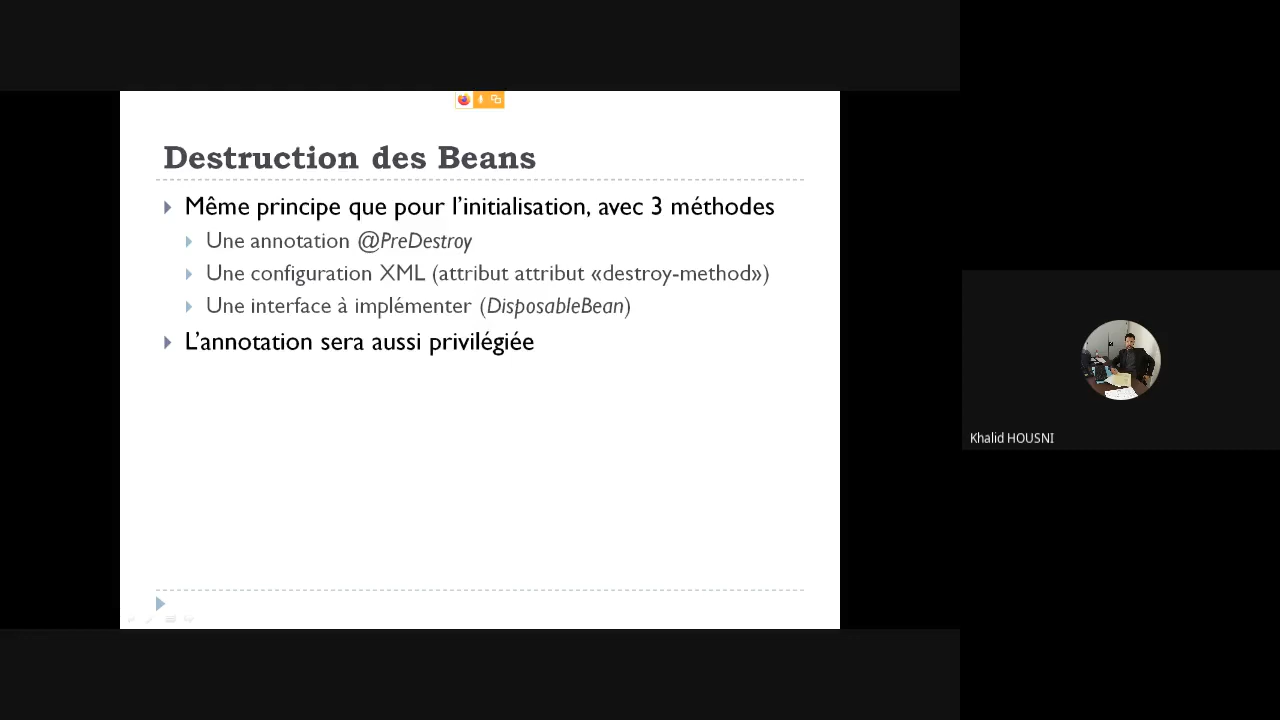 Destruction des Beans
Même principe que pour l’initialisation, avec 3 méthodes
Une annotation @PreDestroy
Une configuration XML (attribut attribut «destroy-method»)
Une interface à implémenter (DisposableBean)
L’annotation sera aussi privilégiée
Khalid HOUSNI